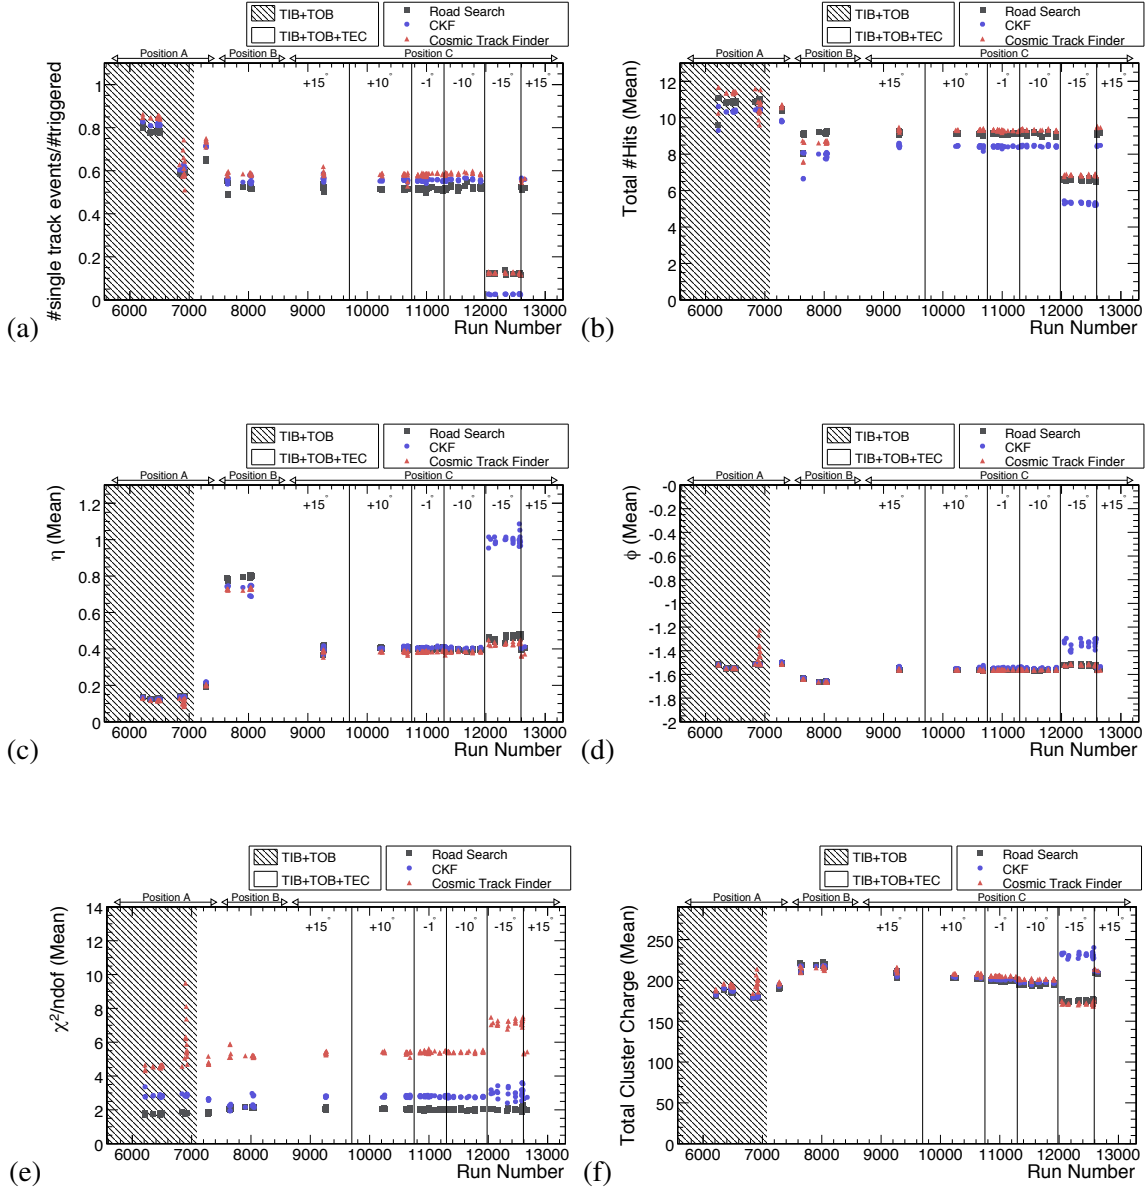 TIB+TOB
TIB+TOB+TEC
Road Search
CKF
Cosmic Track Finder
Position A
Position B
Position C
+15°
+10°
-1°
-10°
-15°
+15°
#single track events/#triggered
1
0.8
0.6
0.4
0.2
0
6000 7000 8000 9000 10000 11000 12000 13000
Run Number
(a)
TIB+TOB
TIB+TOB+TEC
Road Search
CKF
Cosmic Track Finder
Position A
Position B
Position C
+15°
+10°
-1°
-10°
-15°
+15°
Total #Hits (Mean)
12
10
8
6
4
2
0
6000 7000 8000 9000 10000 11000 12000 13000
Run Number
(b)
TIB+TOB
TIB+TOB+TEC
Road Search
CKF
Cosmic Track Finder
Position A
Position B
Position C
+15°
+10°
-1°
-10°
-15°
+15°
η (Mean)
1.2
1
0.8
0.6
0.4
0.2
0
6000 7000 8000 9000 10000 11000 12000 13000
Run Number
(c)
TIB+TOB
TIB+TOB+TEC
Road Search
CKF
Cosmic Track Finder
Position A
Position B
Position C
+15°
+10°
-1°
-10°
-15°
+15°
ϕ (Mean)
-0
-0.2
-0.4
-0.6
-0.8
-1
-1.2
-1.4
-1.6
-1.8
-2
6000 7000 8000 9000 10000 11000 12000 13000
Run Number
(d)
TIB+TOB
TIB+TOB+TEC
Road Search
CKF
Cosmic Track Finder
Position A
Position B
Position C
+15°
+10°
-1°
-10°
-15°
+15°
χ²/ndof (Mean)
14
12
10
8
6
4
2
0
6000 7000 8000 9000 10000 11000 12000 13000
Run Number
(e)
TIB+TOB
TIB+TOB+TEC
Road Search
CKF
Cosmic Track Finder
Position A
Position B
Position C
+15°
+10°
-1°
-10°
-15°
+15°
Total Cluster Charge (Mean)
250
200
150
100
50
0
6000 7000 8000 9000 10000 11000 12000 13000
Run Number
(f)